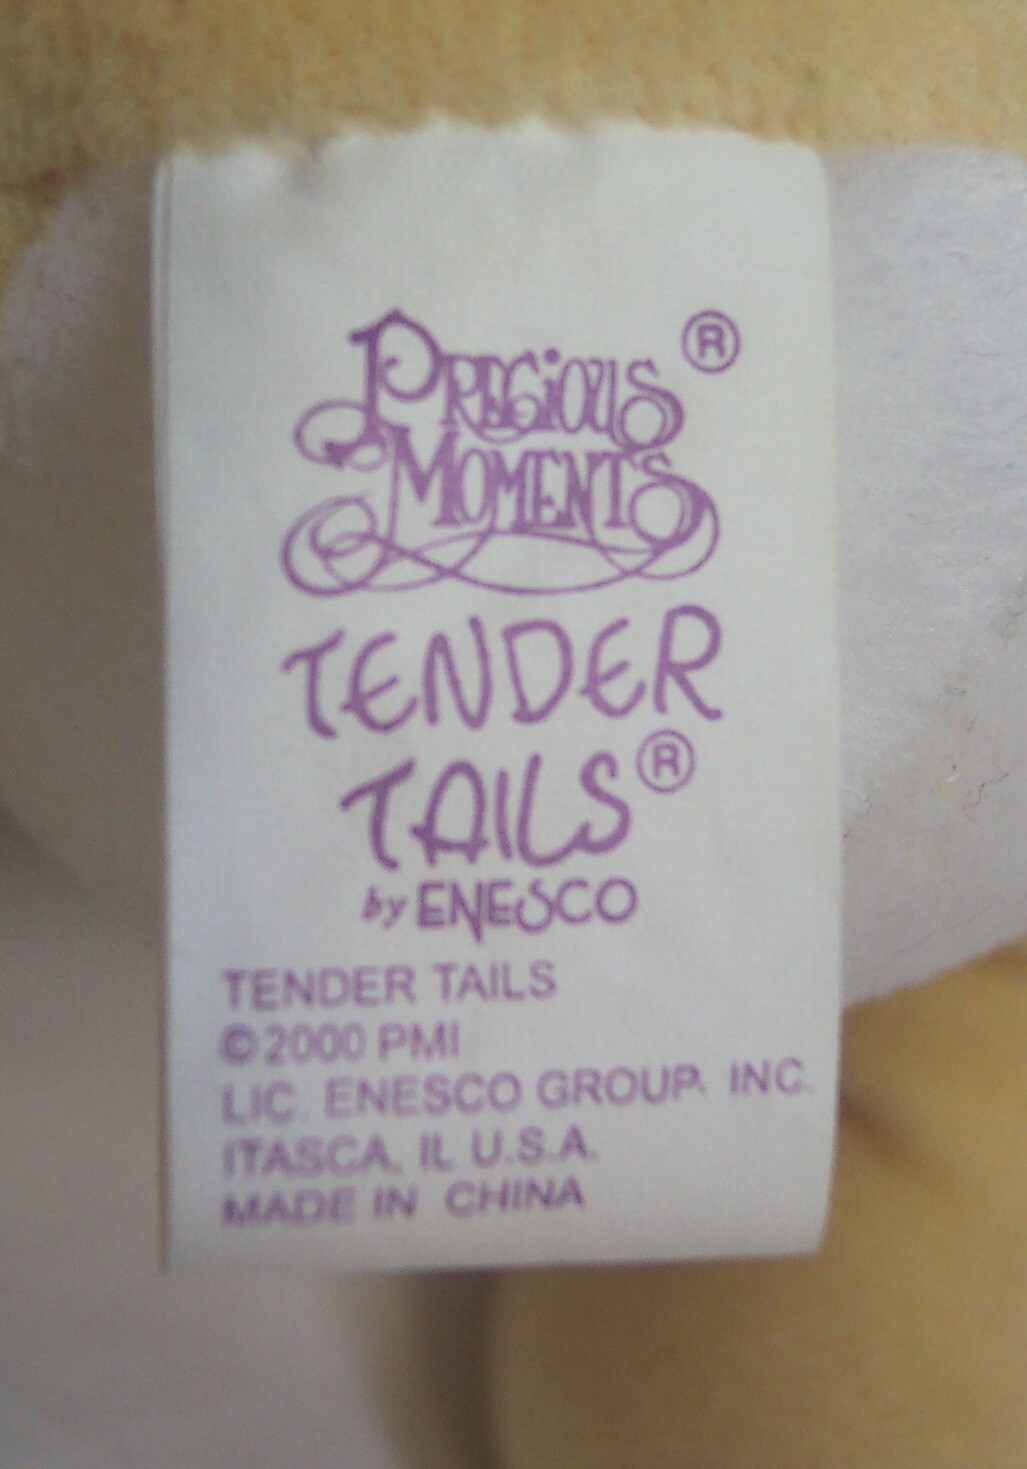 PRECIOUS ®
MOMENTS
TENDER
TAILS®
by ENESCO
TENDER TAILS
©2000 PMI
LIC. ENESCO GROUP, INC.
ITASCA, IL U.S.A.
MADE IN CHINA